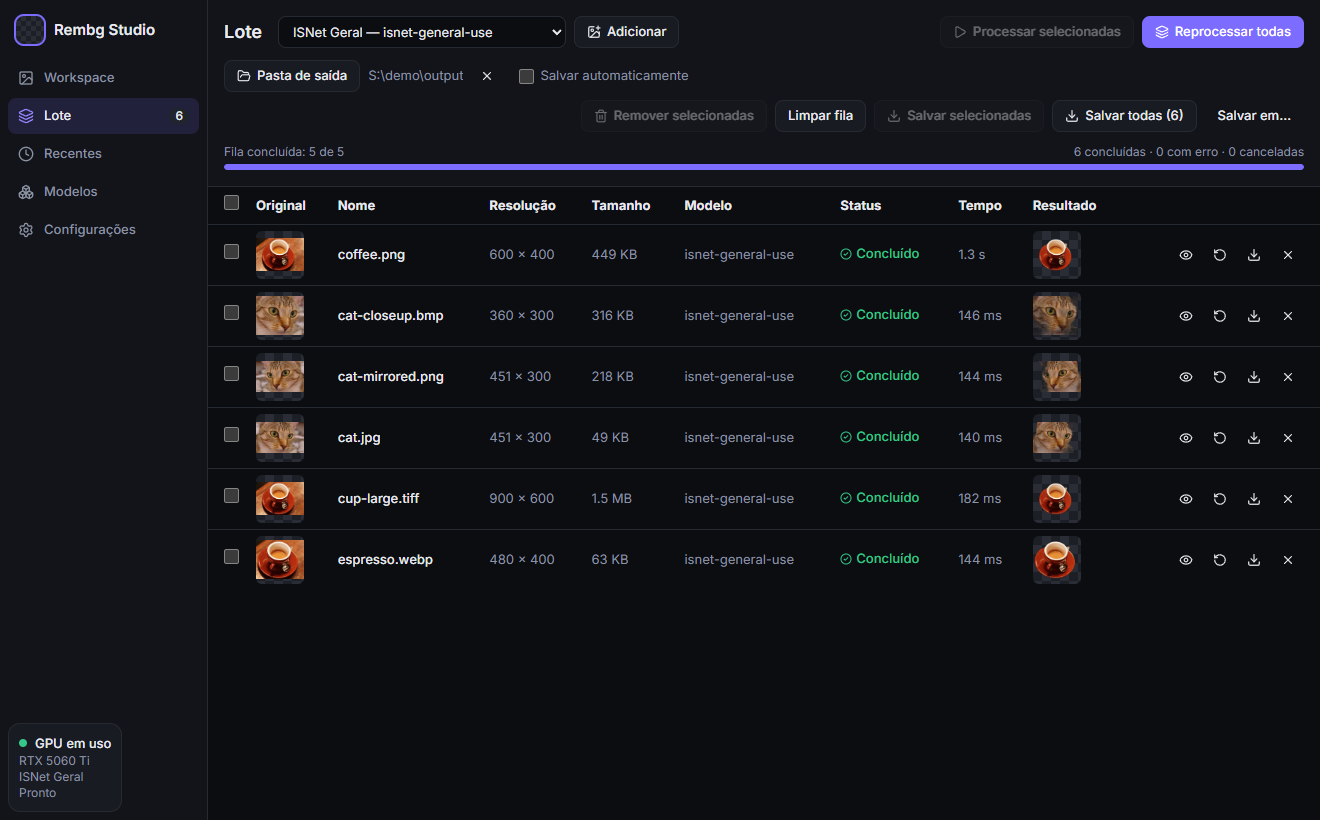 Rembg Studio
Workspace
Lote 6
Recentes
Modelos
Configurações
GPU em uso
RTX 5060 Ti
ISNet Geral
Pronto
Lote ISNet Geral — isnet-general-use Adicionar Processar selecionadas Reprocessar todas
Pasta de saída S:\demo\output Salvar automaticamente
Remover selecionadas Limpar fila Salvar selecionadas Salvar todas (6) Salvar em...
Fila concluída: 5 de 5 6 concluídas · 0 com erro · 0 canceladas
Original Nome Resolução Tamanho Modelo Status Tempo Resultado
coffee.png 600 × 400 449 KB isnet-general-use Concluído 1.3 s
cat-closeup.bmp 360 × 300 316 KB isnet-general-use Concluído 146 ms
cat-mirrored.png 451 × 300 218 KB isnet-general-use Concluído 144 ms
cat.jpg 451 × 300 49 KB isnet-general-use Concluído 140 ms
cup-large.tiff 900 × 600 1.5 MB isnet-general-use Concluído 182 ms
espresso.webp 480 × 400 63 KB isnet-general-use Concluído 144 ms